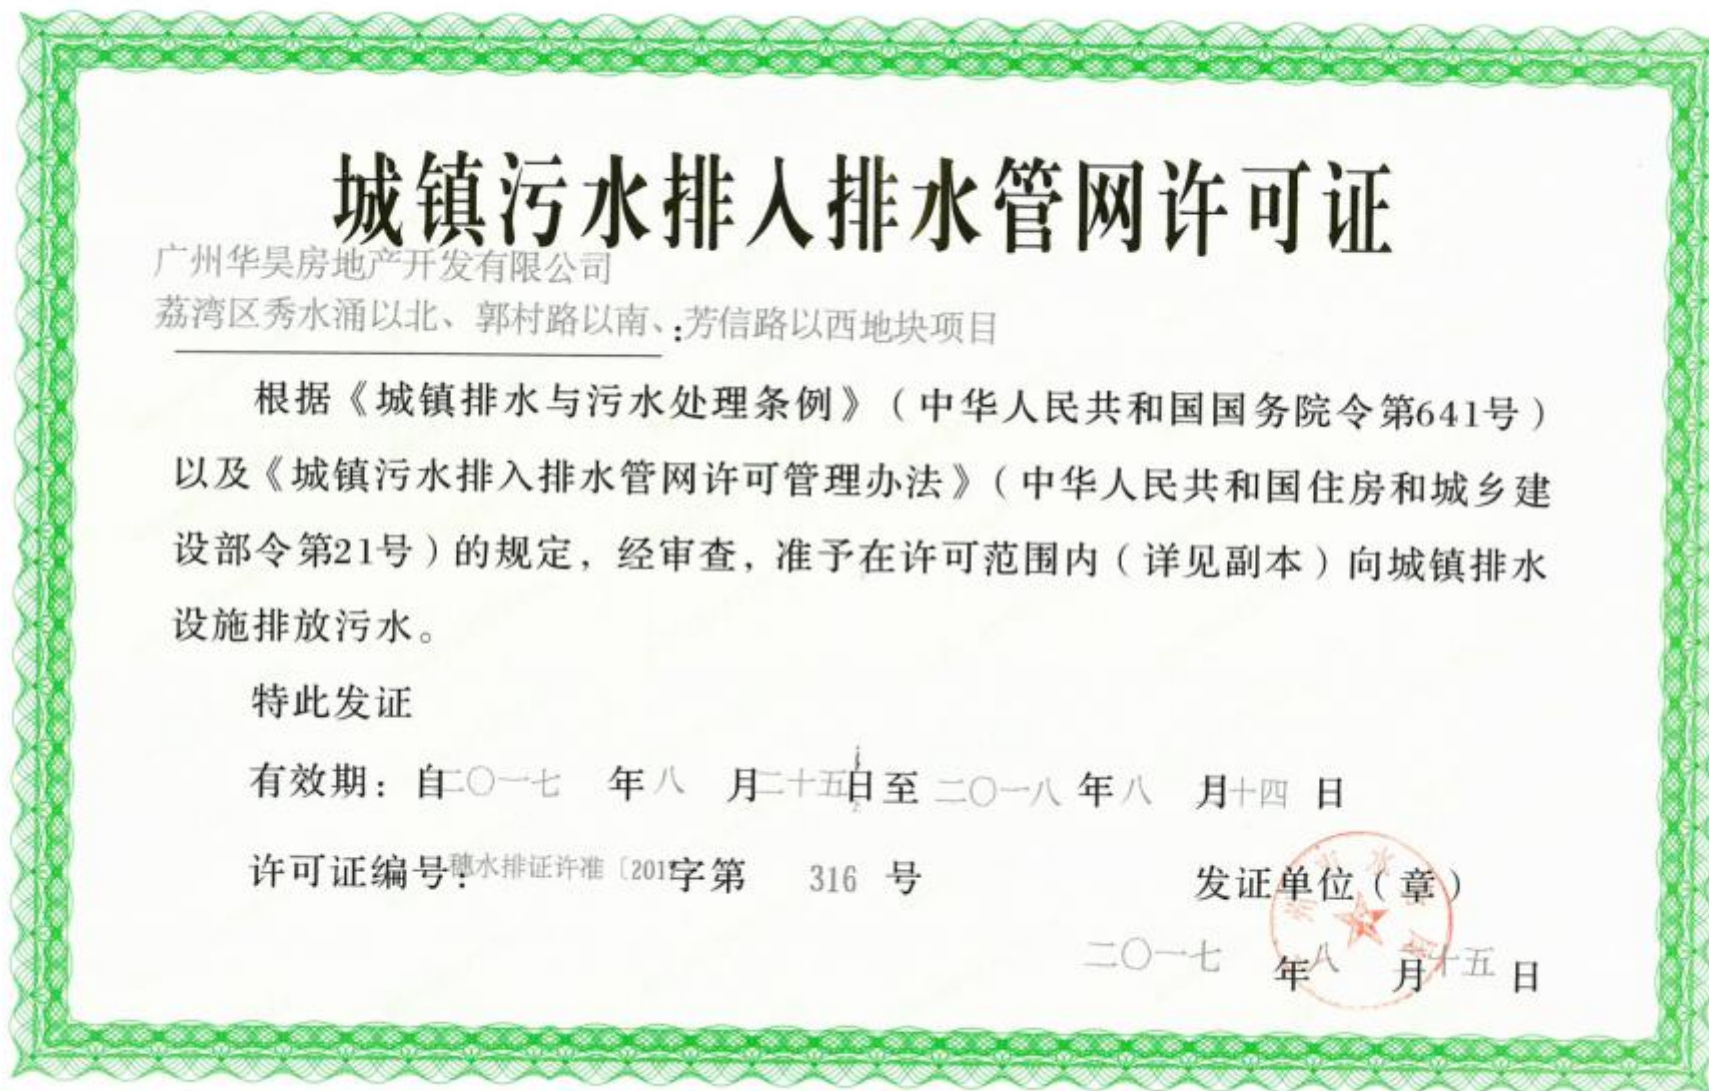 城镇污水排入排水管网许可证
广州华昊房地产开发有限公司
荔湾区秀水涌以北、郭村路以南、:芳信路以西地块项目
根据《城镇排水与污水处理条例》(中华人民共和国国务院令第641号)
以及《城镇污水排入排水管网许可管理办法》(中华人民共和国住房和城乡建
设部令第21号)的规定,经审查,准予在许可范围内(详见副本)向城镇排水
设施排放污水。
特此发证
有效期:自二〇一七 年八 月二十五日至 二〇一八 年八 月十四 日
许可证编号:穗水排证许准〔201字第 316 号
发证单位(章)
二〇一七 年八 月 十五 日